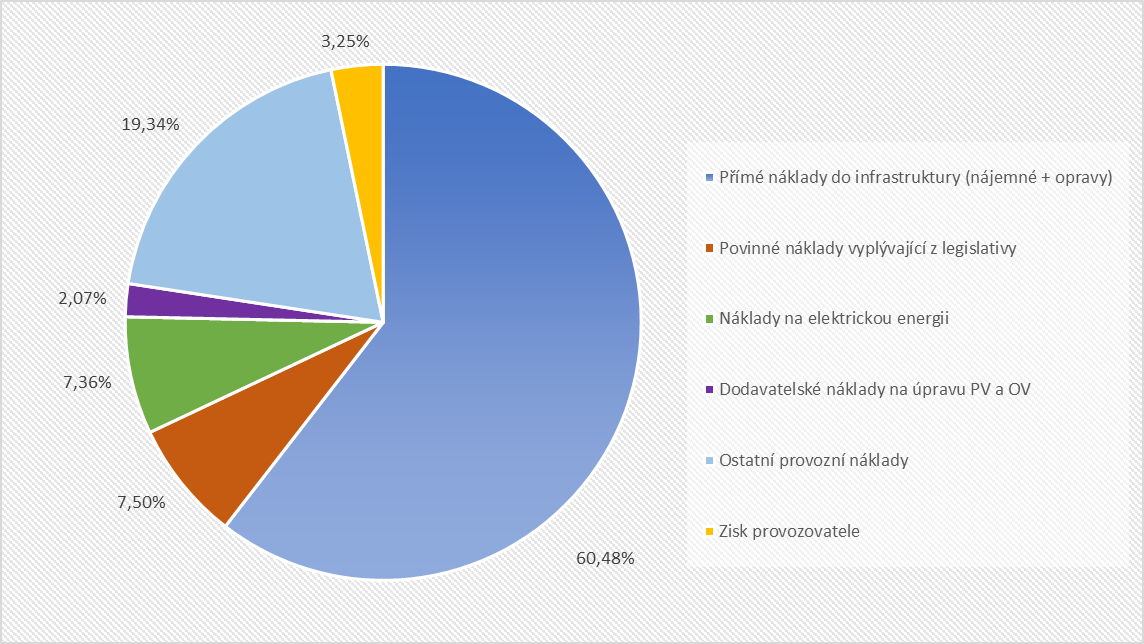 3,25%
19,34%
2,07%
7,36%
7,50%
60,48%
Přímé náklady do infrastruktury (nájemné + opravy)
Povinné náklady vyplývající z legislativy
Náklady na elektrickou energii
Dodavatelské náklady na úpravu PV a OV
Ostatní provozní náklady
Zisk provozovatele